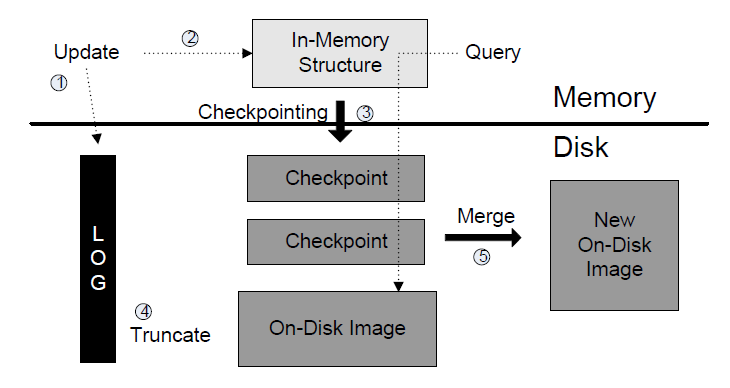 Update
②
In-Memory
Structure
Query
①
Checkpointing
③
Memory
Disk
L
O
G
Checkpoint
Checkpoint
Merge
⑤
New
On-Disk
Image
④
Truncate
On-Disk Image